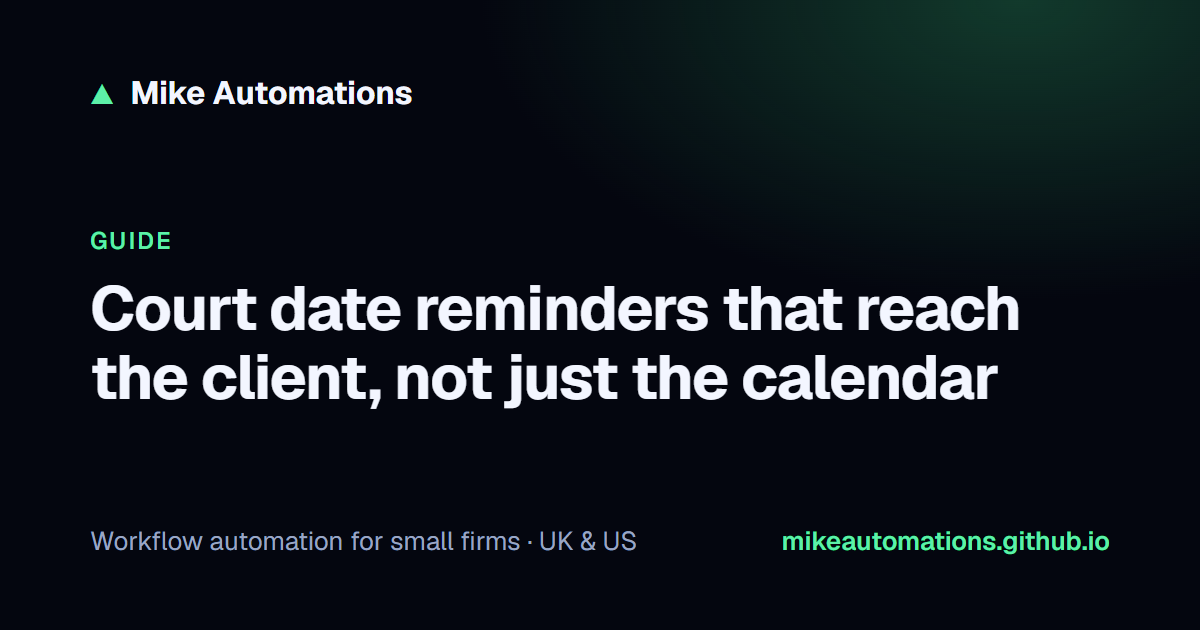 Mike Automations
GUIDE
Court date reminders that reach
the client, not just the calendar
Workflow automation for small firms · UK & US
mikeautomations.github.io